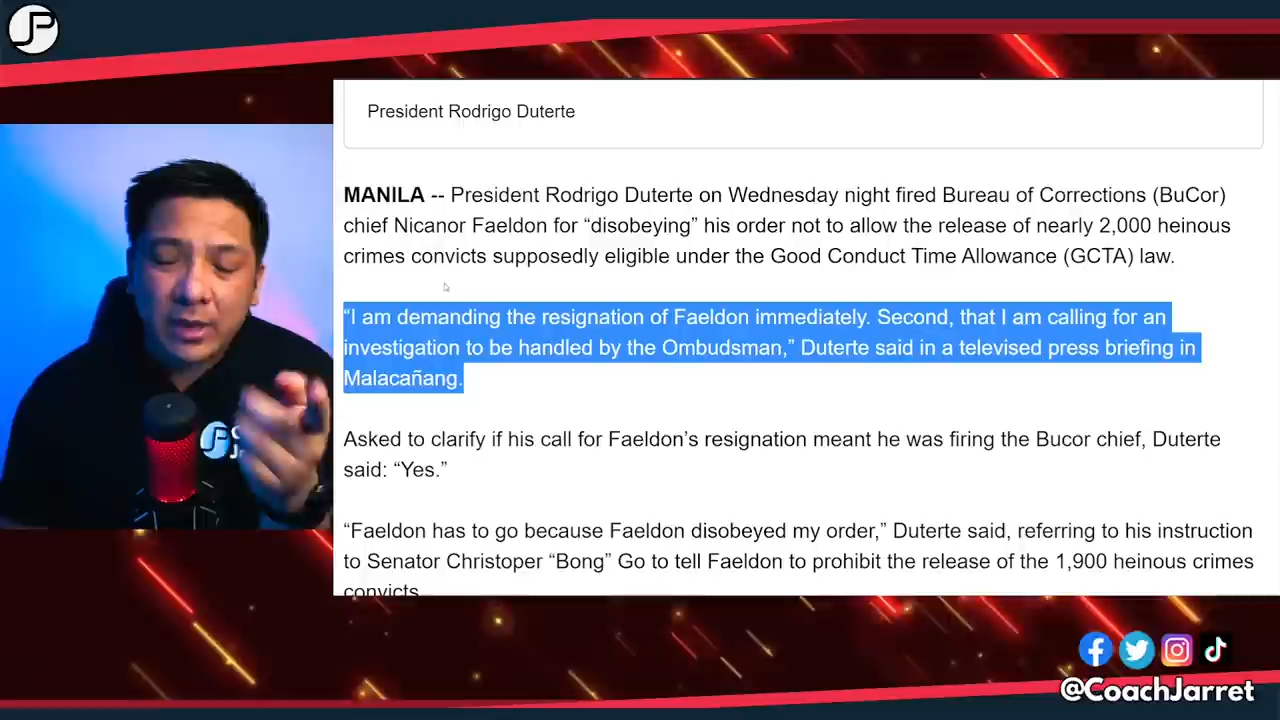 President Rodrigo Duterte
MANILA -- President Rodrigo Duterte on Wednesday night fired Bureau of Corrections (BuCor)
chief Nicanor Faeldon for “disobeying” his order not to allow the release of nearly 2,000 heinous
crimes convicts supposedly eligible under the Good Conduct Time Allowance (GCTA) law.
“I am demanding the resignation of Faeldon immediately. Second, that I am calling for an
investigation to be handled by the Ombudsman,” Duterte said in a televised press briefing in
Malacañang.
Asked to clarify if his call for Faeldon’s resignation meant he was firing the Bucor chief, Duterte
said: “Yes.”
“Faeldon has to go because Faeldon disobeyed my order,” Duterte said, referring to his instruction
to Senator Christoper “Bong” Go to tell Faeldon to prohibit the release of the 1,900 heinous crimes
convicts
@CoachJarret